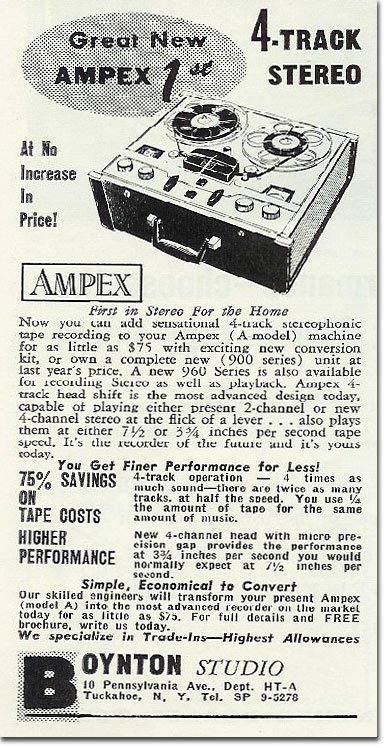 Great New
AMPEX 1st
4-TRACK
STEREO
At No
Increase
In
Price!
AMPEX
First in Stereo For the Home
Now you can add sensational 4-track stereophonic
tape recording to your Ampex (A-model) machine
for as little as $75 with exciting new conversion
kit, or own a complete new (900 series) unit at
last year's price. A new 960 Series is also available
for recording Stereo as well as playback. Ampex 4-
track head shift is the most advanced design today,
capable of playing either present 2-channel or new
4-channel stereo at the flick of a lever . . . also plays
them at either 7½ or 3¾ inches per second tape
speed. It's the recorder of the future and it's yours
today.
You Get Finer Performance for Less!
75% SAVINGS
ON
TAPE COSTS
4-track operation — 4 times as
much sound—there are twice as many
tracks, at half the speed. You use ¼
the amount of tape for the same
amount of music.
HIGHER
PERFORMANCE
New 4-channel head with micro pre-
cision gap provides the performance
at 3¾ inches per second you would
normally expect at 7½ inches per
second.
Simple, Economical to Convert
Our skilled engineers will transform your present Ampex
(model A) into the most advanced recorder on the market
today for as little as $75. For full details and FREE
brochure, write us today.
We specialize in Trade-Ins—Highest Allowances
BOYNTON STUDIO
10 Pennsylvania Ave., Dept. HT-A
Tuckahoe, N. Y. Tel. SP 9-5278